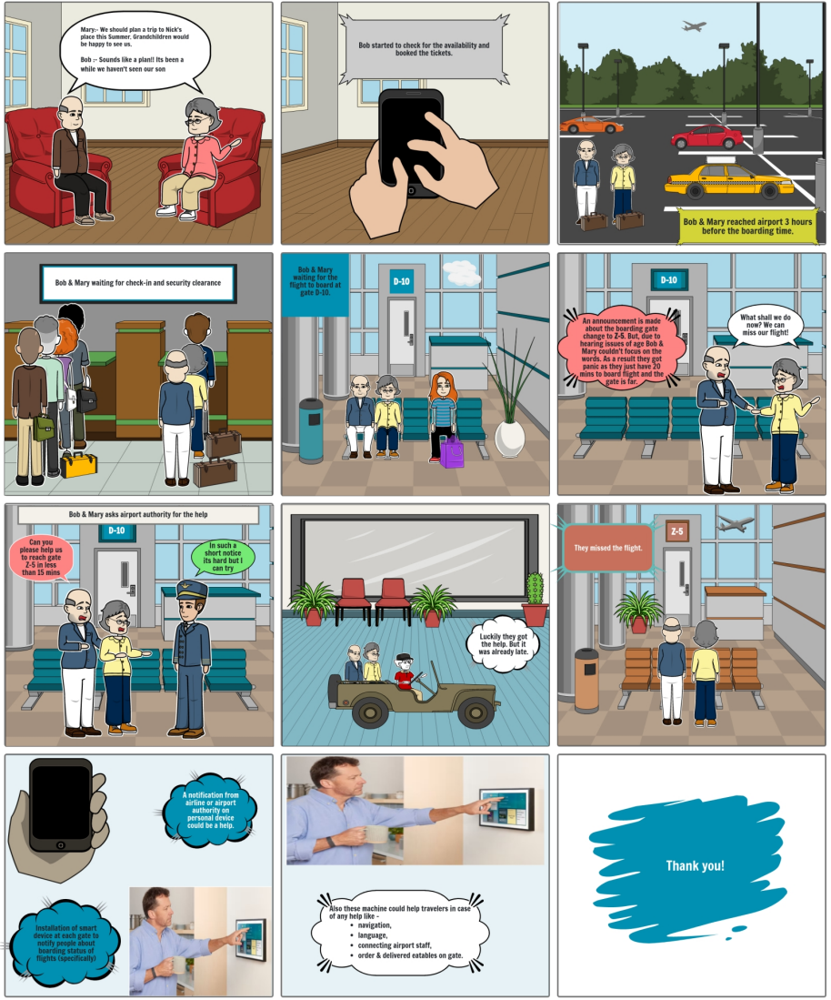 Mary:- We should plan a trip to Nick's
place this Summer. Grandchildren would
be happy to see us.
Bob :- Sounds like a plan!! Its been a
while we haven't seen our son
Bob started to check for the availability and
booked the tickets.
Bob & Mary reached airport 3 hours
before the boarding time.
Bob & Mary waiting for check-in and security clearance
Bob & Mary
waiting for the
flight to board at
gate D-10.
D-10
D-10
An announcement is made
about the boarding gate
change to Z-5. But, due to
hearing issues of age Bob &
Mary couldn't focus on the
words. As a result they got
panic as they just have 20
mins to board flight and the
gate is far.
What shall we do
now? We can
miss our flight!
Bob & Mary asks airport authority for the help
D-10
Can you
please help us
to reach gate
Z-5 in less
than 15 mins
In such a
short notice
its hard but I
can try
Luckily they got
the help. But it
was already late.
They missed the flight.
Z-5
A notification from
airline or airport
authority on
personal device
could be a help.
Installation of smart
device at each gate to
notify people about
boarding status of
flights (specifically)
Also these machine could help travelers in case
of any help like -
• navigation,
• language,
• connecting airport staff,
• order & delivered eatables on gate.
Thank you!